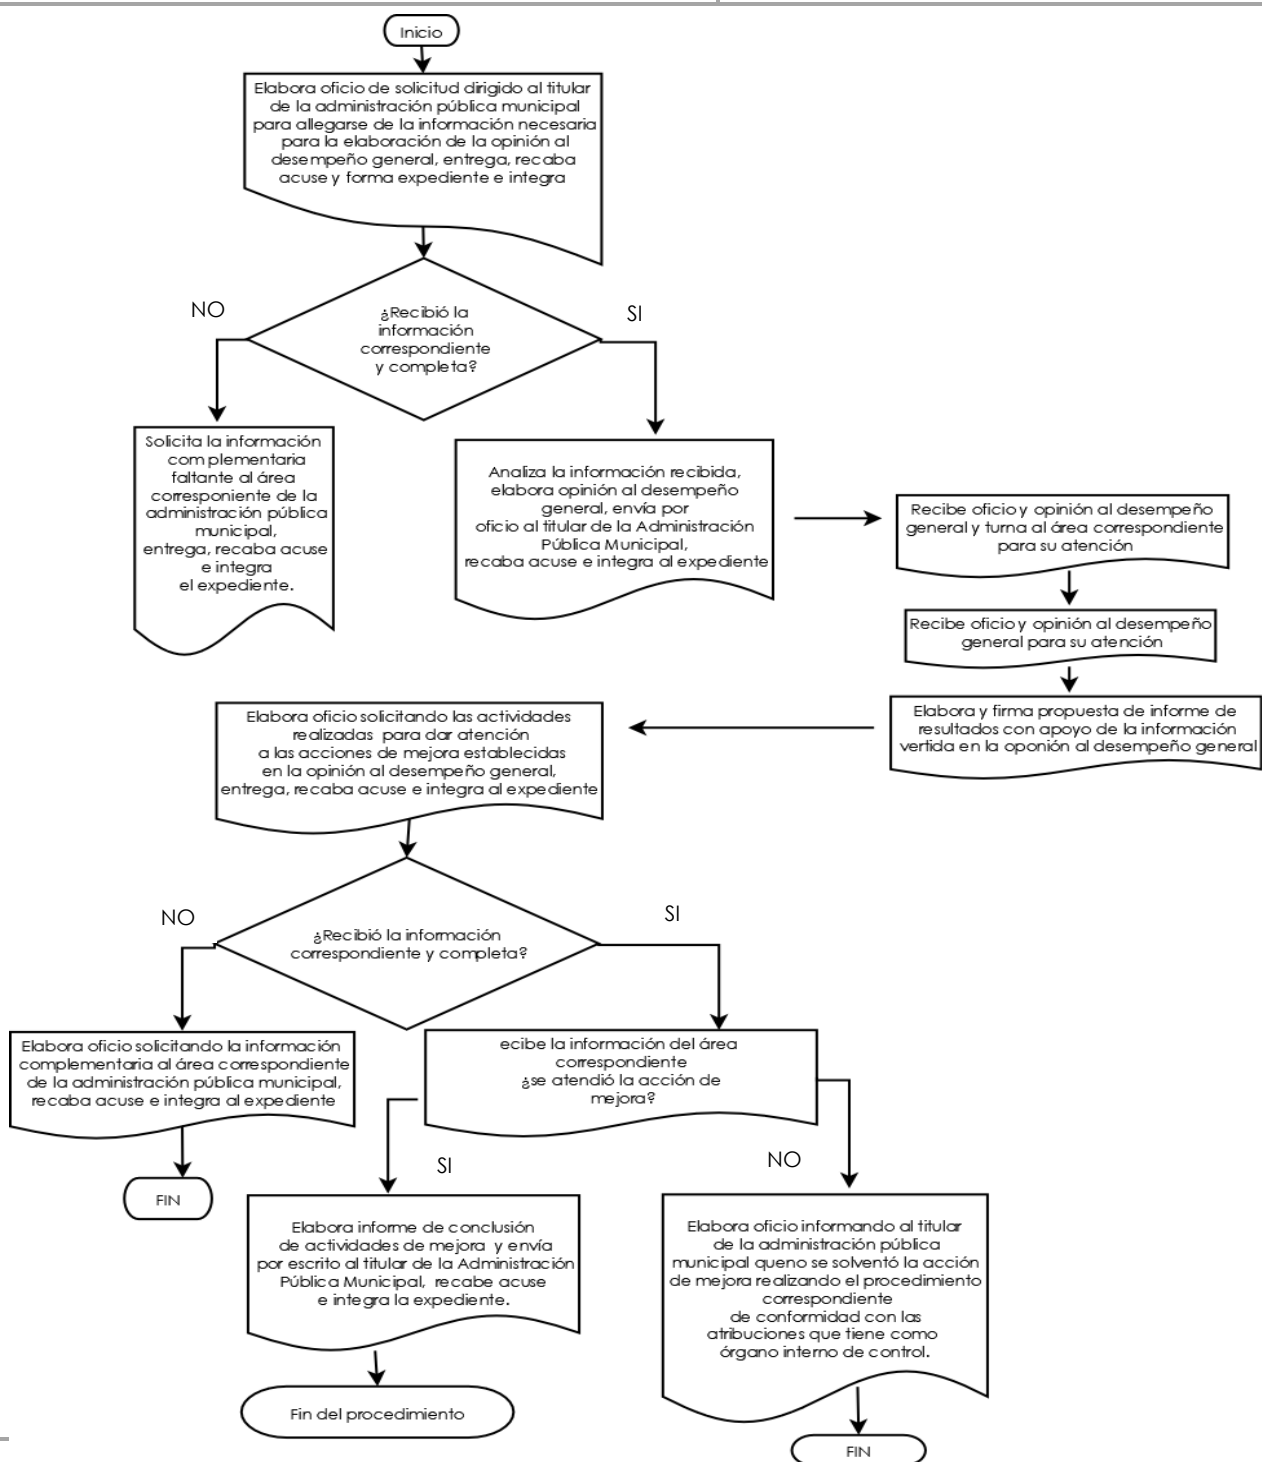 Inicio
Elabora oficio de solicitud dirigido al titular
de la administración pública municipal
para allegarse de la información necesaria
para la elaboración de la opinión al
desempeño general, entrega, recaba
acuse y forma expediente e integra
NO
¿Recibió la
información
correspondiente
y completa?
SI
Solicita la información
complementaria
faltante al área
corresponiente de la
administración pública
municipal,
entrega, recaba acuse
e integra
el expediente.
Analiza la información recibida,
elabora opinión al desempeño
general, envía por
oficio al titular de la Administración
Pública Municipal,
recaba acuse e integra al expediente
Recibe oficio y opinión al desempeño
general y turna al área correspondiente
para su atención
Recibe oficio y opinión al desempeño
general para su atención
Elabora y firma propuesta de informe de
resultados con apoyo de la información
vertida en la oponión al desempeño general
Elabora oficio solicitando las actividades
realizadas para dar atención
a las acciones de mejora establecidas
en la opinión al desempeño general,
entrega, recaba acuse e integra al expediente
NO
¿Recibió la información
correspondiente y completa?
SI
Elabora oficio solicitando la información
complementaria al área correspondiente
de la administración pública municipal,
recaba acuse e integra al expediente
FIN
ecibe la información del área
correspondiente
¿se atendió la acción de
mejora?
SI
NO
Elabora informe de conclusión
de actividades de mejora y envía
por escrito al titular de la Administración
Pública Municipal, recabe acuse
e integra la expediente.
Fin del procedimiento
Elabora oficio informando al titular
de la administración pública
municipal queno se solventó la acción
de mejora realizando el procedimiento
correspondiente
de conformidad con las
atribuciones que tiene como
órgano interno de control.
FIN